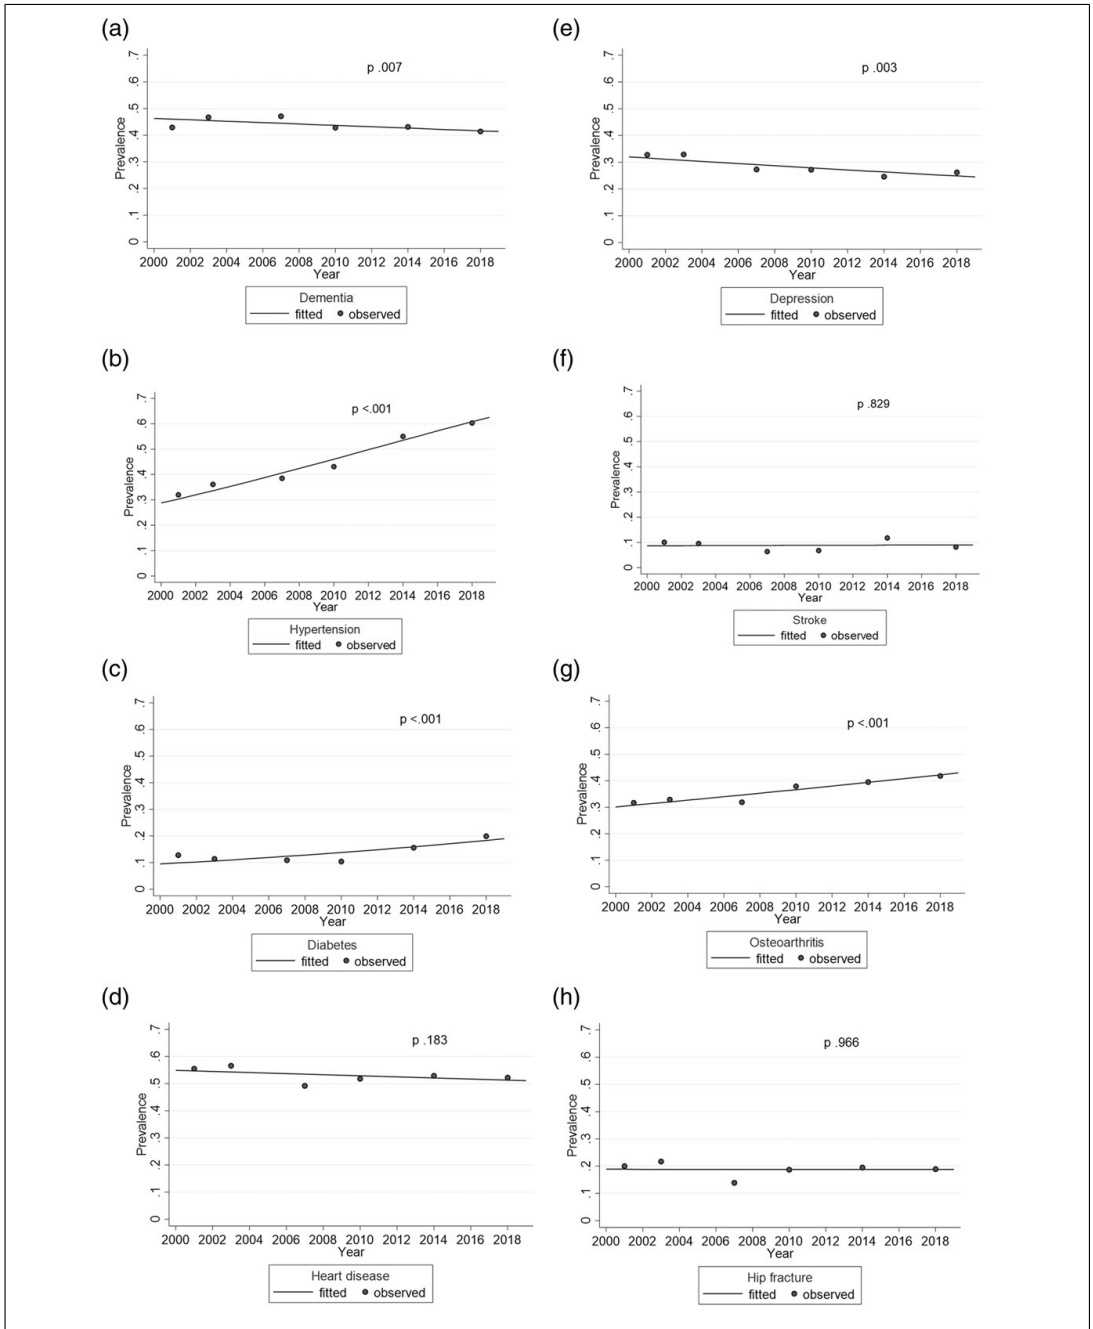 (a)
p .007
Prevalence
.7
.6
.5
.4
.3
.2
.1
0
2000 2002 2004 2006 2008 2010 2012 2014 2016 2018
Year
Dementia
fitted observed
(e)
p .003
Prevalence
.7
.6
.5
.4
.3
.2
.1
0
2000 2002 2004 2006 2008 2010 2012 2014 2016 2018
Year
Depression
fitted observed
(b)
p <.001
Prevalence
.7
.6
.5
.4
.3
.2
.1
0
2000 2002 2004 2006 2008 2010 2012 2014 2016 2018
Year
Hypertension
fitted observed
(f)
p .829
Prevalence
.7
.6
.5
.4
.3
.2
.1
0
2000 2002 2004 2006 2008 2010 2012 2014 2016 2018
Year
Stroke
fitted observed
(c)
p <.001
Prevalence
.7
.6
.5
.4
.3
.2
.1
0
2000 2002 2004 2006 2008 2010 2012 2014 2016 2018
Year
Diabetes
fitted observed
(g)
p <.001
Prevalence
.7
.6
.5
.4
.3
.2
.1
0
2000 2002 2004 2006 2008 2010 2012 2014 2016 2018
Year
Osteoarthritis
fitted observed
(d)
p .183
Prevalence
.7
.6
.5
.4
.3
.2
.1
0
2000 2002 2004 2006 2008 2010 2012 2014 2016 2018
Year
Heart disease
fitted observed
(h)
p .966
Prevalence
.7
.6
.5
.4
.3
.2
.1
0
2000 2002 2004 2006 2008 2010 2012 2014 2016 2018
Year
Hip fracture
fitted observed